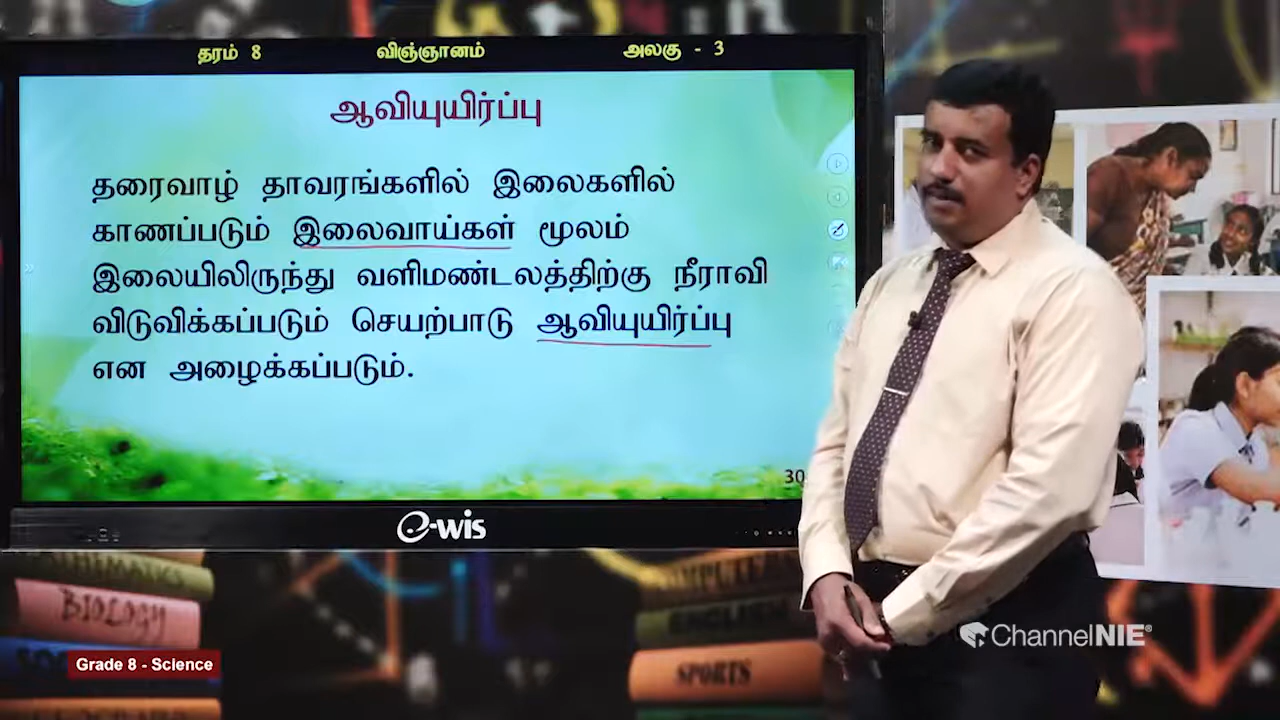 தரம் 8 விஞ்ஞானம் அலகு - 3
ஆவியுயிர்ப்பு
தரைவாழ் தாவரங்களில் இலைகளில்
காணப்படும் இலைவாய்கள் மூலம்
இலையிலிருந்து வளிமண்டலத்திற்கு நீராவி
விடுவிக்கப்படும் செயற்பாடு ஆவியுயிர்ப்பு
என அழைக்கப்படும்.
30
e-wis
BIOLOGY
SPORTS
Grade 8 - Science
ChannelNIE